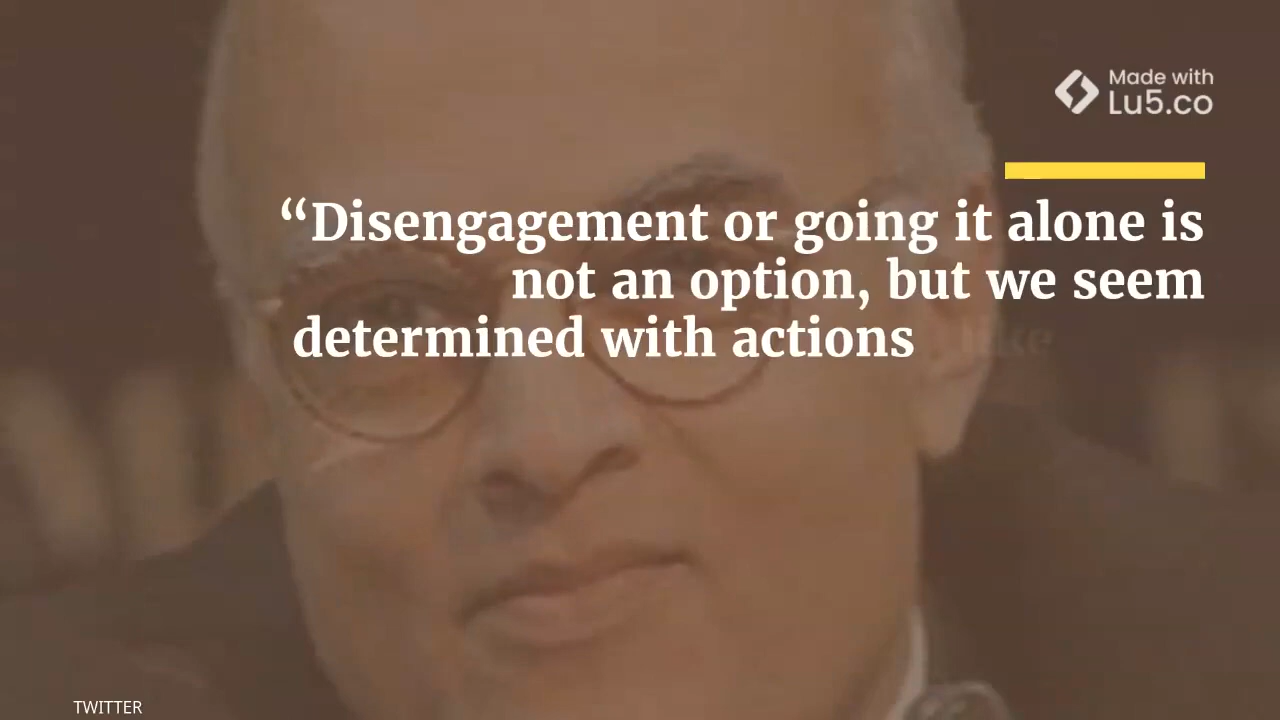 Made with
Lu5.co
“Disengagement or going it alone is
not an option, but we seem
determined with actions like
TWITTER